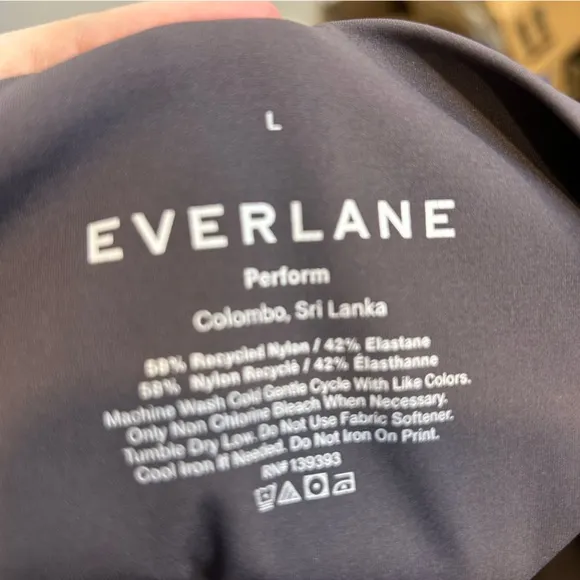 L
EVERLANE
Perform
Colombo, Sri Lanka
58% Recycled Nylon / 42% Elastane
58% Nylon Recyclé / 42% Élasthanne
Machine Wash Cold Gentle Cycle With Like Colors.
Only Non Chlorine Bleach When Necessary.
Tumble Dry Low. Do Not Use Fabric Softener.
Cool Iron If Needed. Do Not Iron On Print.
RN# 139393